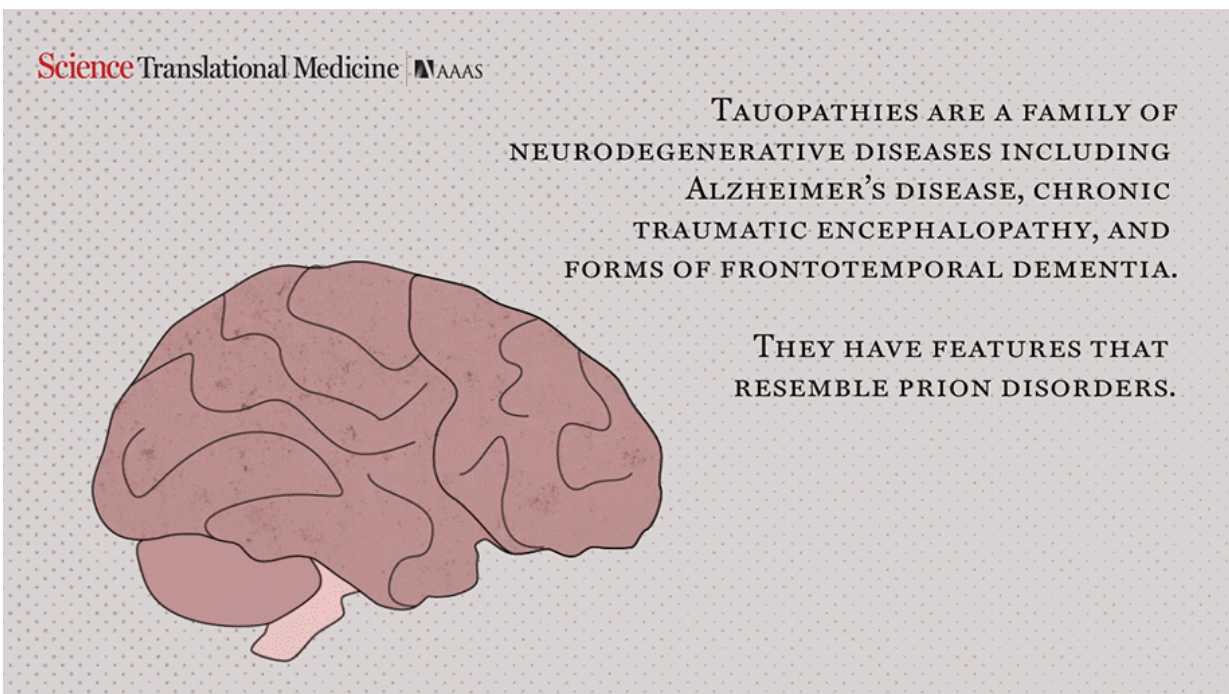 Science Translational Medicine | AAAS
TAUOPATHIES ARE A FAMILY OF
NEURODEGENERATIVE DISEASES INCLUDING
ALZHEIMER'S DISEASE, CHRONIC
TRAUMATIC ENCEPHALOPATHY, AND
FORMS OF FRONTOTEMPORAL DEMENTIA.
THEY HAVE FEATURES THAT
RESEMBLE PRION DISORDERS.